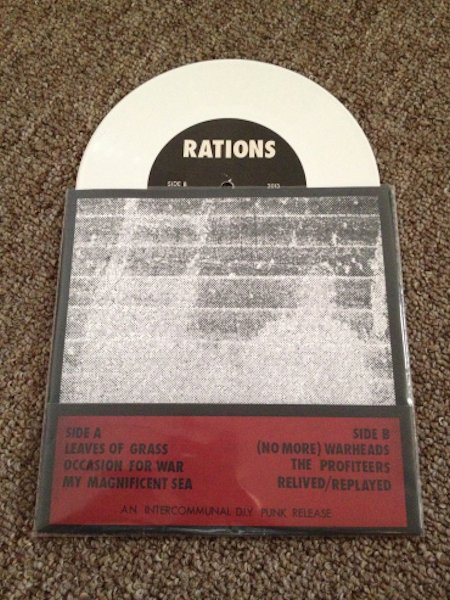 RATIONS
SIDE B 2013
SIDE A SIDE B
LEAVES OF GRASS (NO MORE) WARHEADS
OCCASION FOR WAR THE PROFITEERS
MY MAGNIFICENT SEA RELIVED/REPLAYED
AN INTERCOMMUNAL DIY PUNK RELEASE